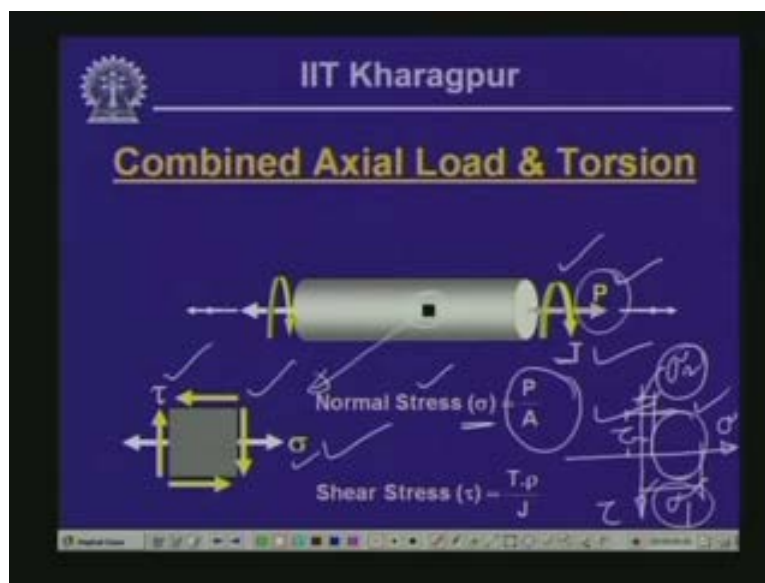 IIT Kharagpur
Combined Axial Load & Torsion
P
τ
Normal Stress (σ) = P/A
σ
σ
Shear Stress (τ) = T.ρ/J
τ